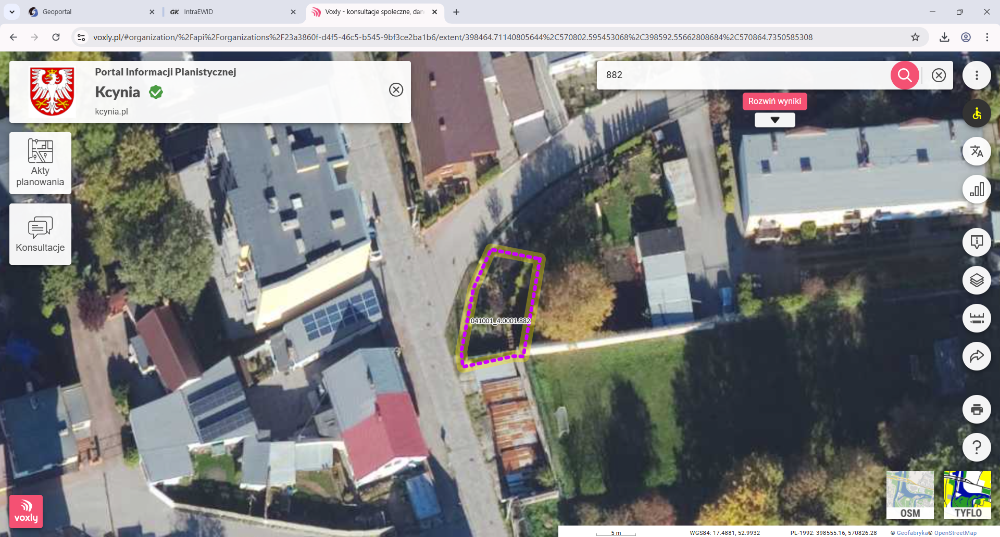 Geoportal
GK IntraEWID
Voxly - konsultacje społeczne, dan
voxly.pl/#organization/%2Fapi%2Forganizations%2F23a3860f-d4f5-46c5-b545-9bf3ce2ba1b6/extent/398464.71140805644%2C570802.595453068%2C398592.55662808684%2C570864.7350585308
Portal Informacji Planistycznej
Kcynia
kcynia.pl
882
Rozwiń wyniki
Akty
planowania
Konsultacje
041001_4.0001.882
voxly
OSM
TYFLO
5 m
WGS84: 17.4881, 52.9932
PL-1992: 398555.16, 570826.28
© Geofabryka© OpenStreetMap